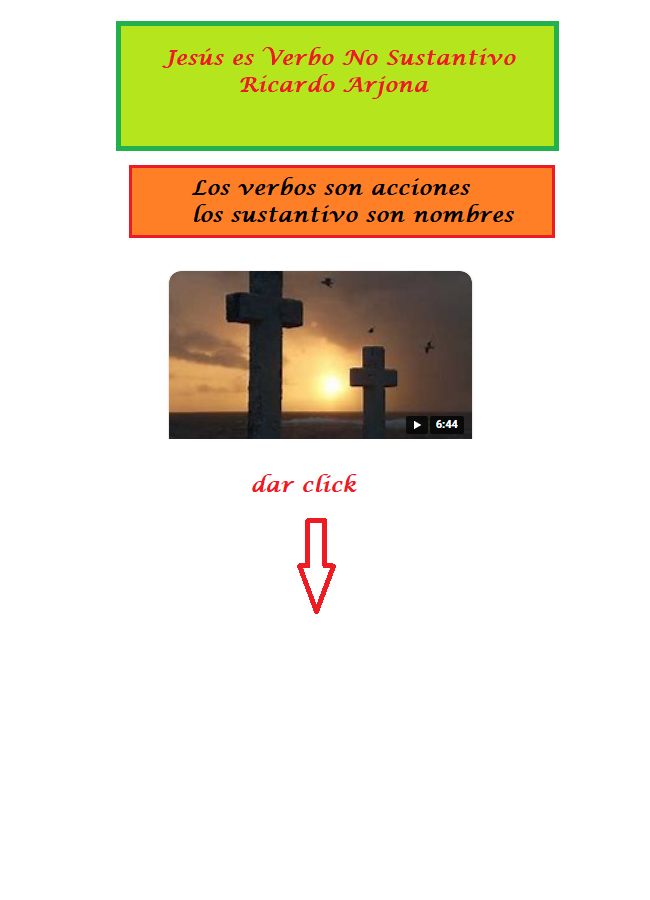 Jesús es Verbo No Sustantivo
Ricardo Arjona
Los verbos son acciones
los sustantivo son nombres
6:44
dar click